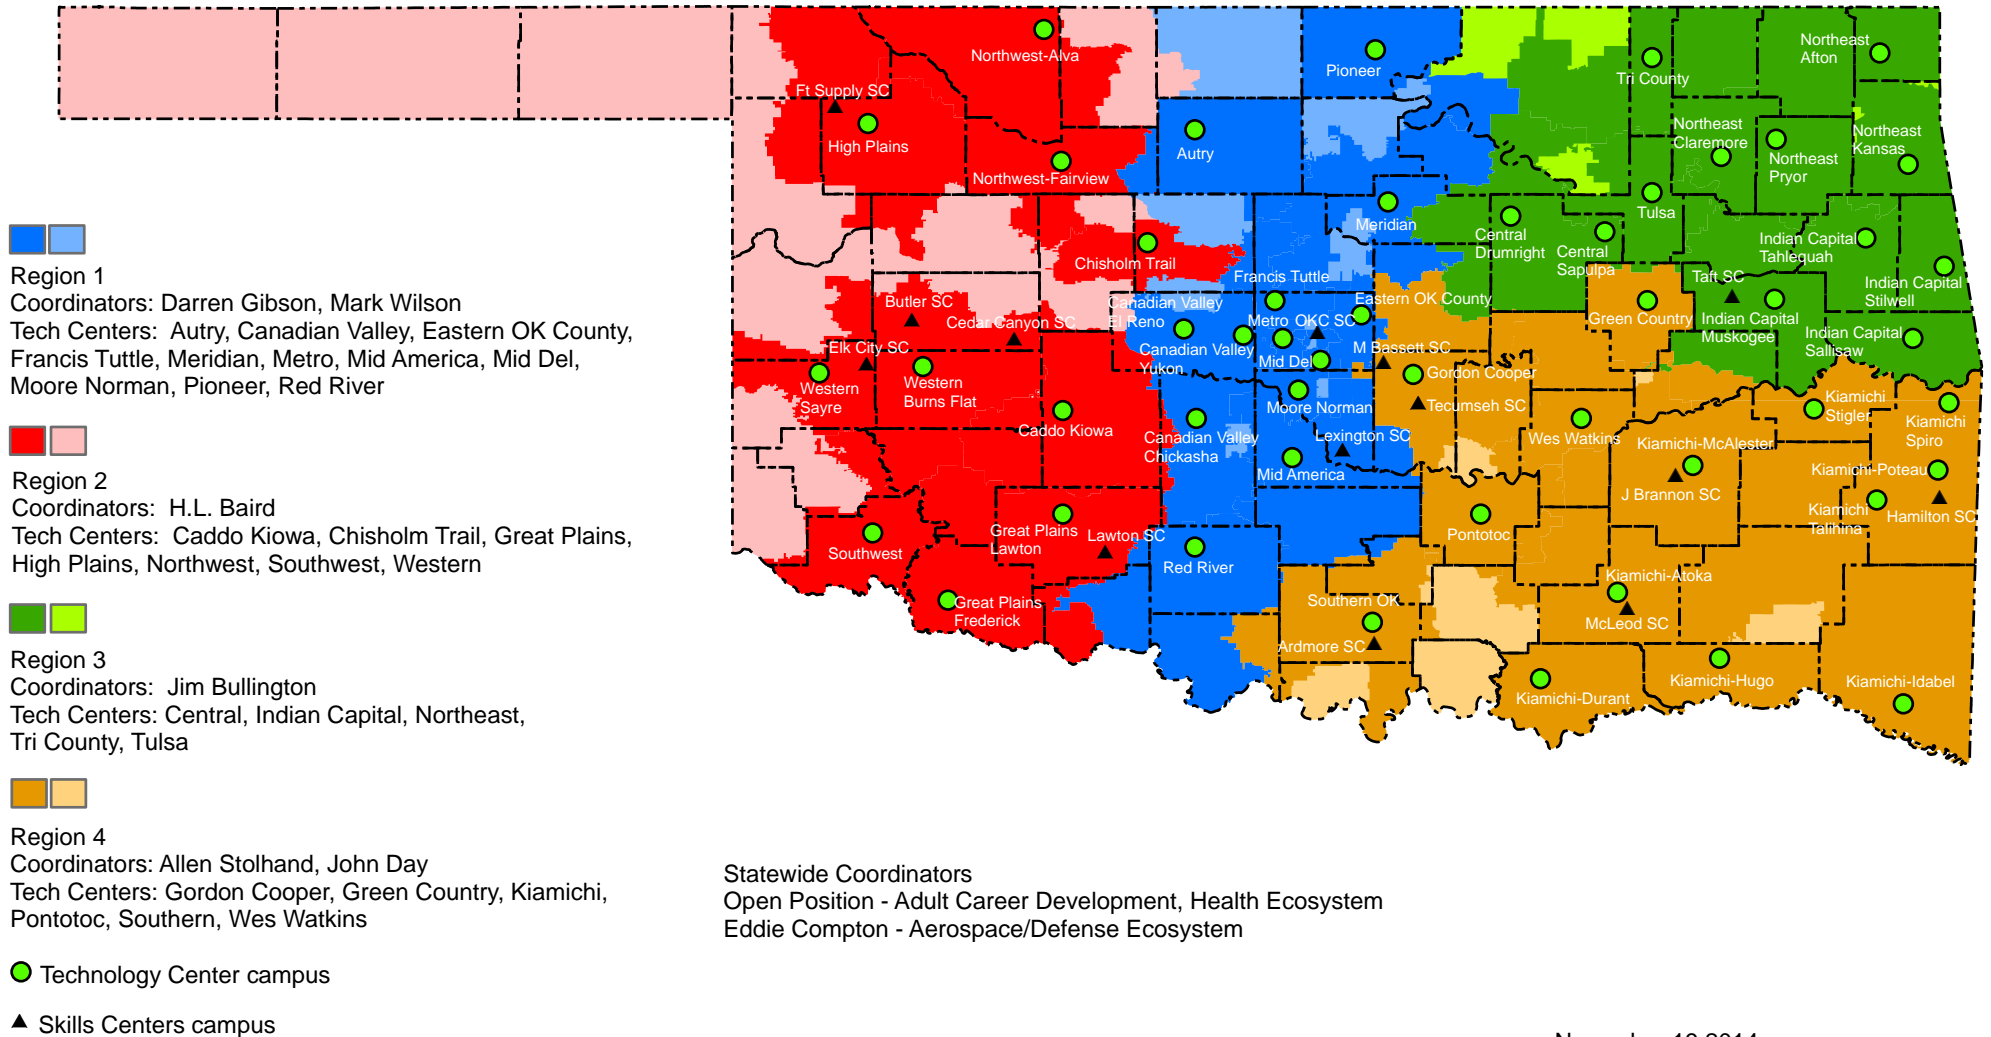 Northwest-Alva
Pioneer
Tri County
Northeast
Afton
Ft Supply SC
High Plains
Northwest-Fairview
Autry
Northeast
Claremore
Northeast
Pryor
Northeast
Kansas
Meridian
Tulsa
Central
Drumright
Central
Sapulpa
Indian Capital
Tahlequah
Indian Capital
Stilwell
Chisholm Trail
Francis Tuttle
Taft SC
Butler SC
Cedar Canyon SC
Canadian Valley
El Reno
Metro
OKC SC
Eastern OK County
Green Country
Indian Capital
Muskogee
Indian Capital
Sallisaw
Elk City SC
Canadian Valley
Yukon
Mid Del
M Bassett SC
Gordon Cooper
Western
Sayre
Western
Burns Flat
Moore Norman
Tecumseh SC
Kiamichi
Stigler
Kiamichi
Spiro
Caddo Kiowa
Canadian Valley
Chickasha
Lexington SC
Mid America
Wes Watkins
Kiamichi-McAlester
J Brannon SC
Kiamichi-Poteau
Kiamichi
Talihina
Hamilton SC
Southwest
Great Plains
Lawton
Lawton SC
Red River
Pontotoc
Great Plains
Frederick
Southern OK
Ardmore SC
Kiamichi-Atoka
McLeod SC
Kiamichi-Durant
Kiamichi-Hugo
Kiamichi-Idabel
Region 1
Coordinators: Darren Gibson, Mark Wilson
Tech Centers: Autry, Canadian Valley, Eastern OK County,
Francis Tuttle, Meridian, Metro, Mid America, Mid Del,
Moore Norman, Pioneer, Red River
Region 2
Coordinators: H.L. Baird
Tech Centers: Caddo Kiowa, Chisholm Trail, Great Plains,
High Plains, Northwest, Southwest, Western
Region 3
Coordinators: Jim Bullington
Tech Centers: Central, Indian Capital, Northeast,
Tri County, Tulsa
Region 4
Coordinators: Allen Stolhand, John Day
Tech Centers: Gordon Cooper, Green Country, Kiamichi,
Pontotoc, Southern, Wes Watkins
Technology Center campus
Skills Centers campus
Statewide Coordinators
Open Position - Adult Career Development, Health Ecosystem
Eddie Compton - Aerospace/Defense Ecosystem